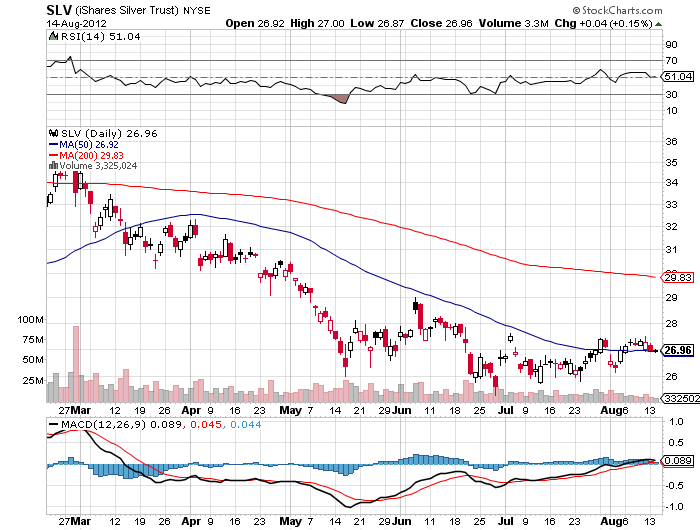 SLV (iShares Silver Trust) NYSE
© StockCharts.com
14-Aug-2012 Open 26.92 High 27.00 Low 26.87 Close 26.96 Volume 3.3M Chg +0.04 (+0.15%)
RSI(14) 51.04
90
70
51.04
30
10
SLV (Daily) 26.96
MA(50) 26.92
MA(200) 29.83
Volume 3,325,024
36
35
34
33
32
31
30
29.83
29
28
26.96
26
100M
75M
50M
25M
332502
27 Mar 12 19 26 Apr 9 16 23 May 7 14 21 29 Jun 11 18 25 Jul 9 16 23 Aug 6 13
MACD(12,26,9) 0.089, 0.045, 0.044
1.0
0.5
0.089
-0.5
-1.0
27 Mar 12 19 26 Apr 9 16 23 May 7 14 21 29 Jun 11 18 25 Jul 9 16 23 Aug 6 13